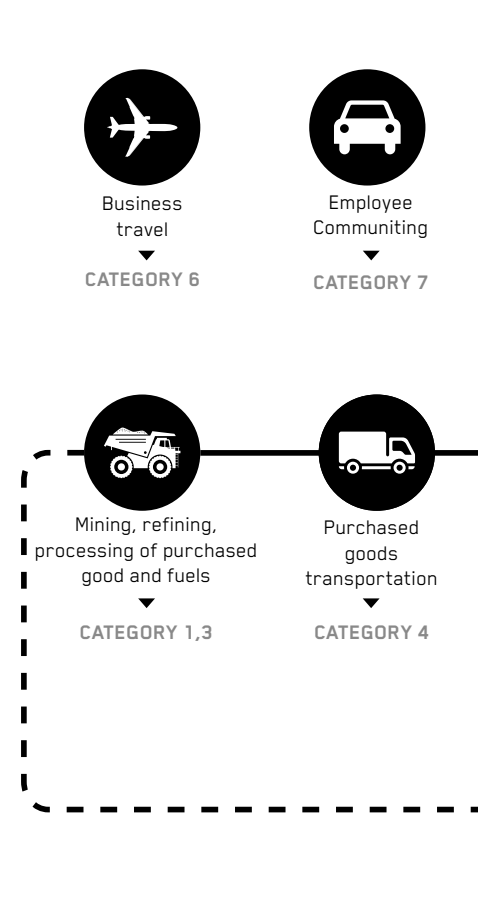 Business
travel
CATEGORY 6
Employee
Communiting
CATEGORY 7
Mining, refining,
processing of purchased
good and fuels
CATEGORY 1,3
Purchased
goods
transportation
CATEGORY 4